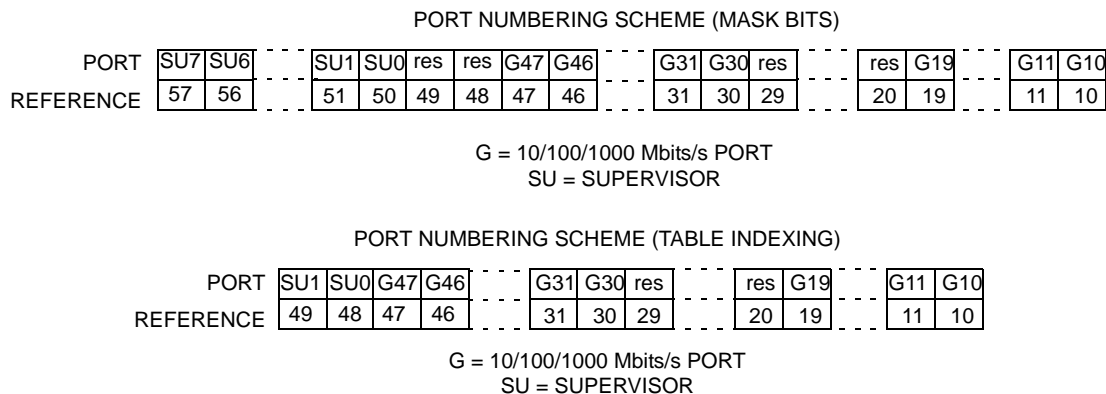 PORT NUMBERING SCHEME (MASK BITS)
PORT SU7 SU6 SU1 SU0 res res G47 G46 G31 G30 res res G19 G11 G10
REFERENCE 57 56 51 50 49 48 47 46 31 30 29 20 19 11 10
G = 10/100/1000 Mbits/s PORT
SU = SUPERVISOR
PORT NUMBERING SCHEME (TABLE INDEXING)
PORT SU1 SU0 G47 G46 G31 G30 res res G19 G11 G10
REFERENCE 49 48 47 46 31 30 29 20 19 11 10
G = 10/100/1000 Mbits/s PORT
SU = SUPERVISOR